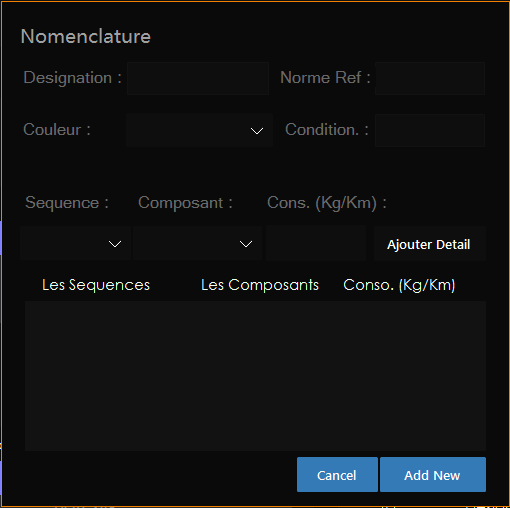 Nomenclature
Designation : Norme Ref :
Couleur : Condition. :
Sequence : Composant : Cons. (Kg/Km) :
Ajouter Detail
Les Sequences Les Composants Conso. (Kg/Km)
Cancel Add New